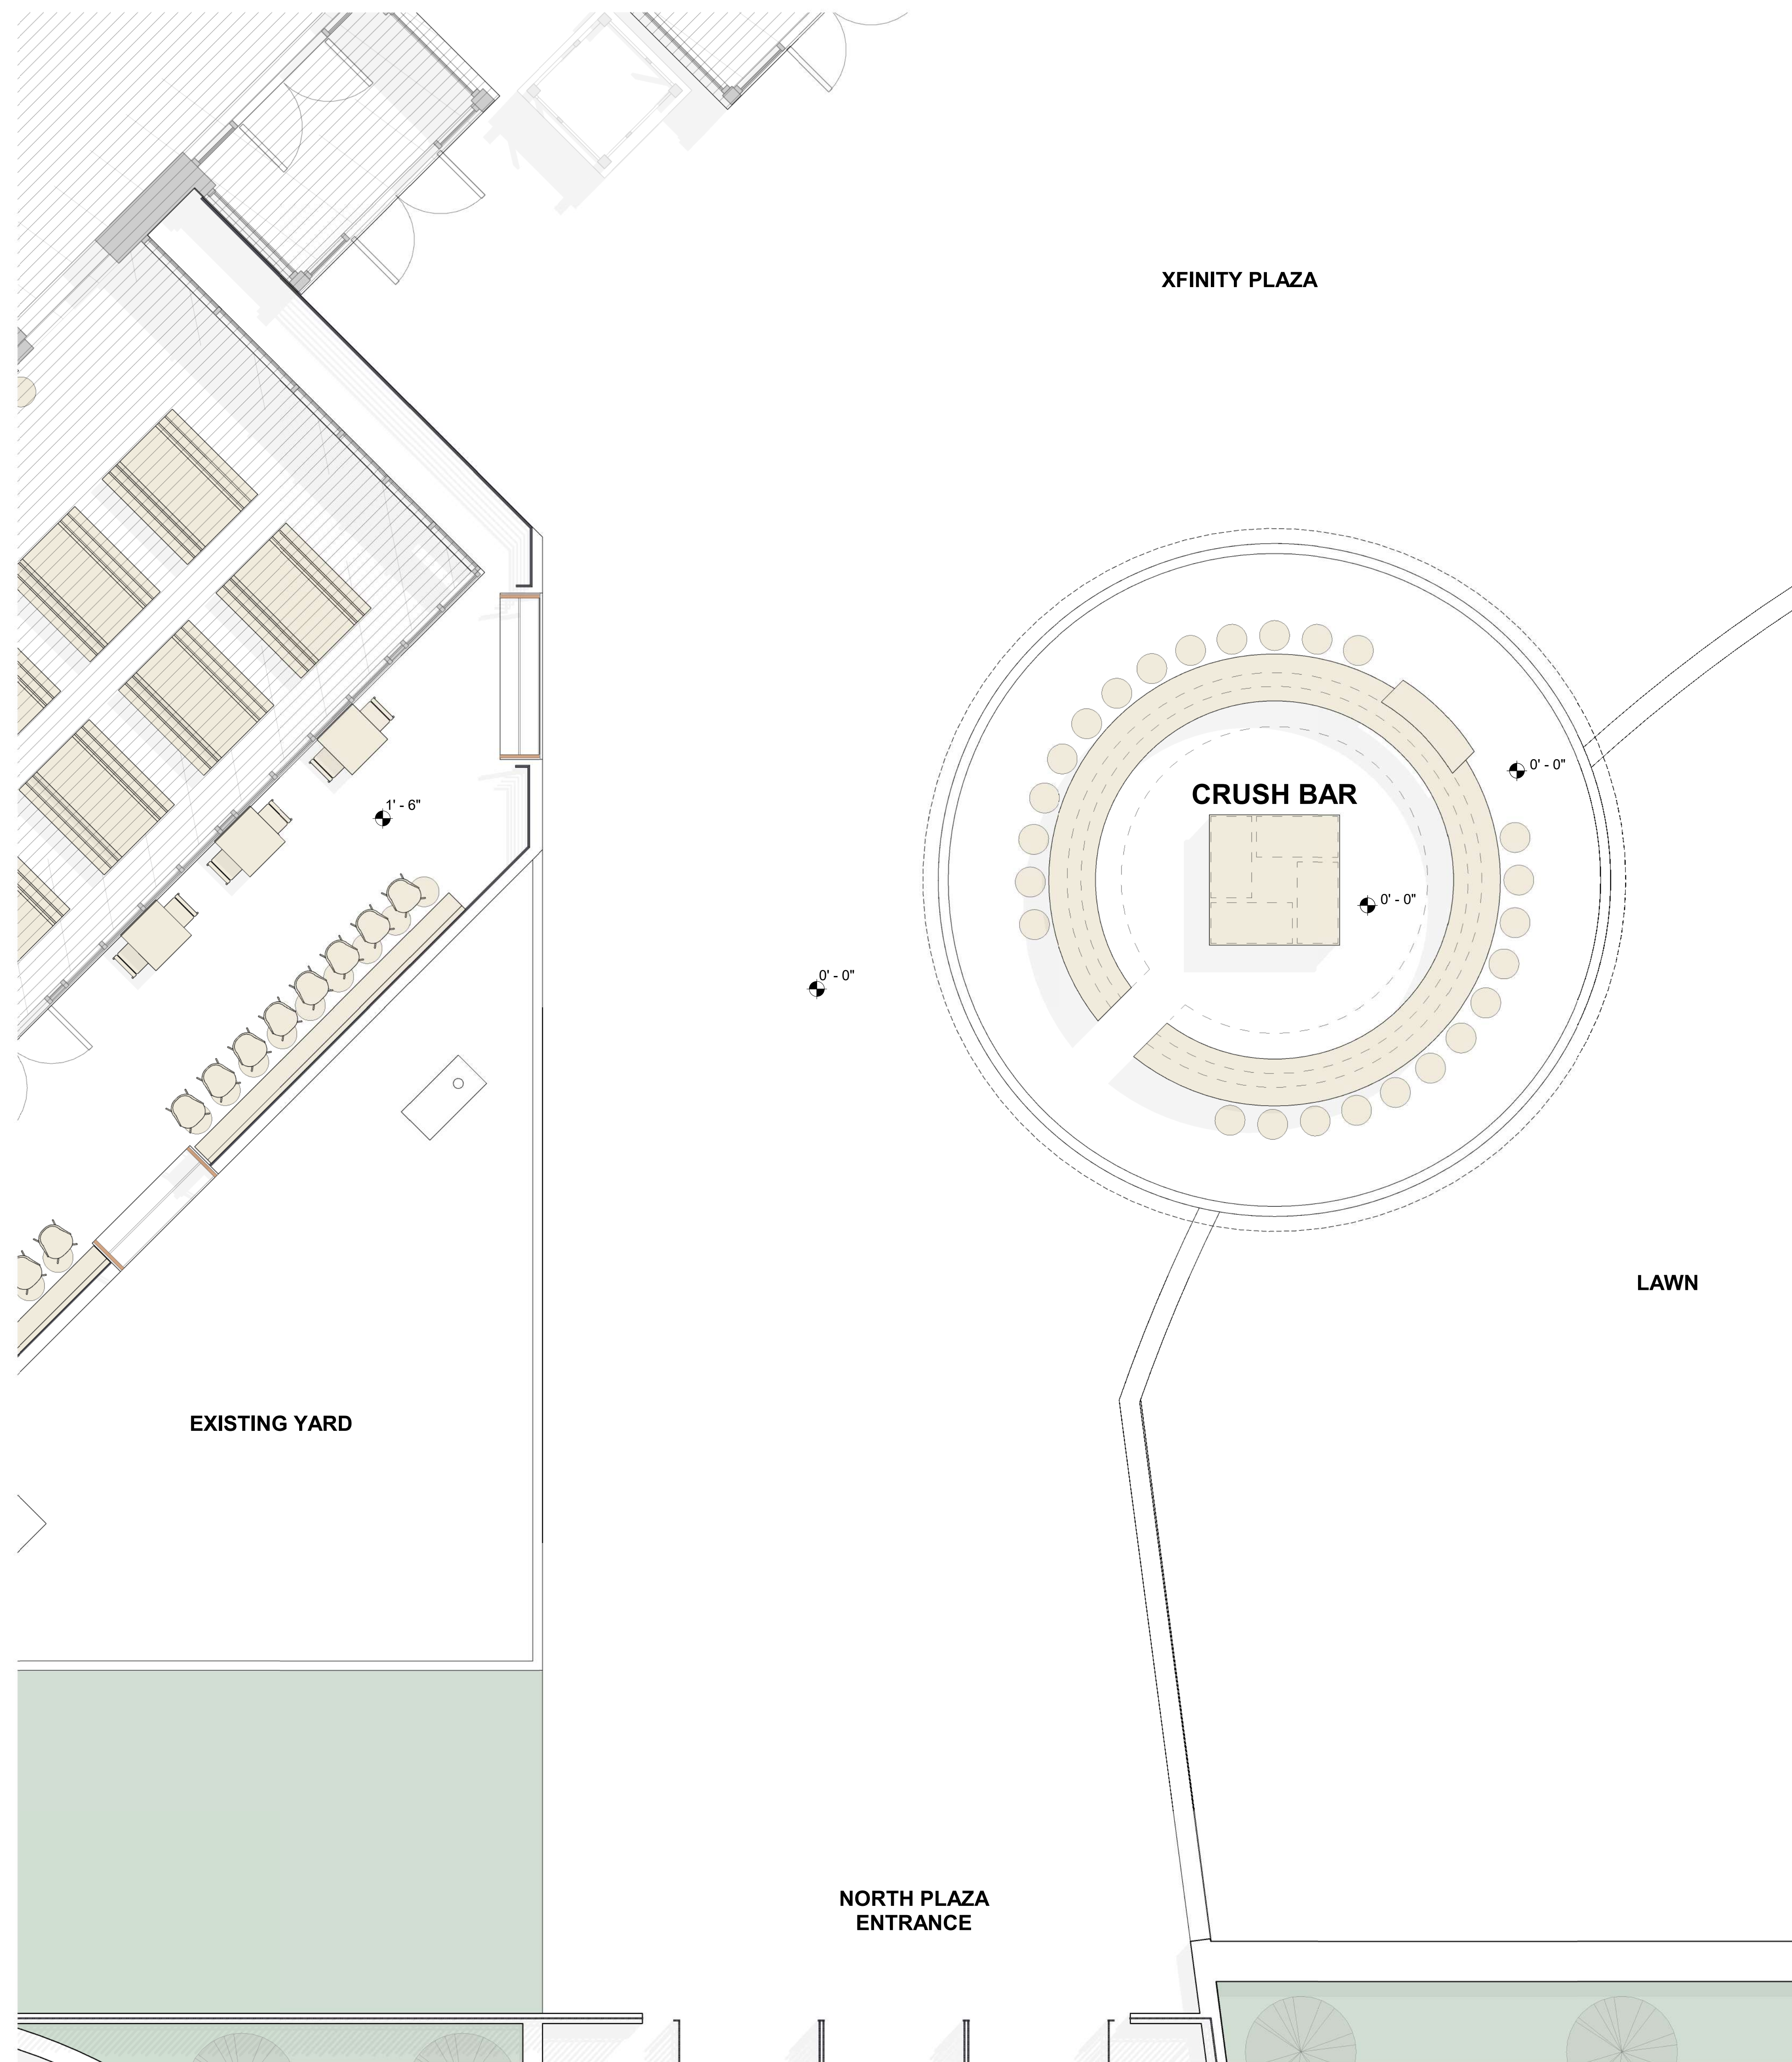 XFINITY PLAZA
0' - 0"
CRUSH BAR
1' - 6"
0' - 0"
0' - 0"
LAWN
EXISTING YARD
NORTH PLAZA
ENTRANCE